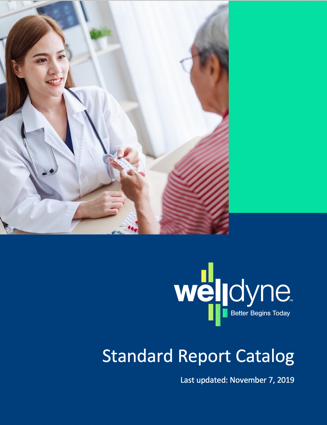 welldyne.
Better Begins Today
Standard Report Catalog
Last updated: November 7, 2019